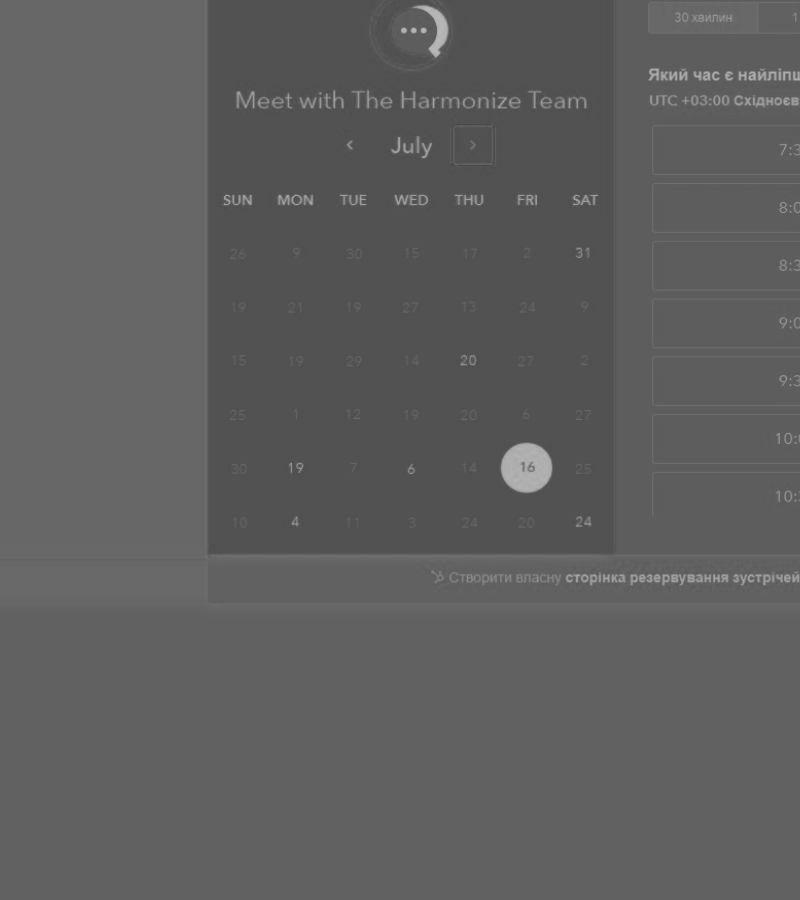 30 хвилин
Meet with The Harmonize Team
Який час є найліпш
UTC +03:00 Східноєв
July
SUN MON TUE WED THU FRI SAT
26 9 30 15 17 2 31
19 21 19 27 13 24 9
15 19 29 14 20 27 2
25 1 12 19 20 6 27
30 19 7 6 14 16 25
10 4 11 3 24 20 24
7:3
8:0
8:3
9:0
9:3
10:
10:
Створити власну сторінка резервування зустрічей